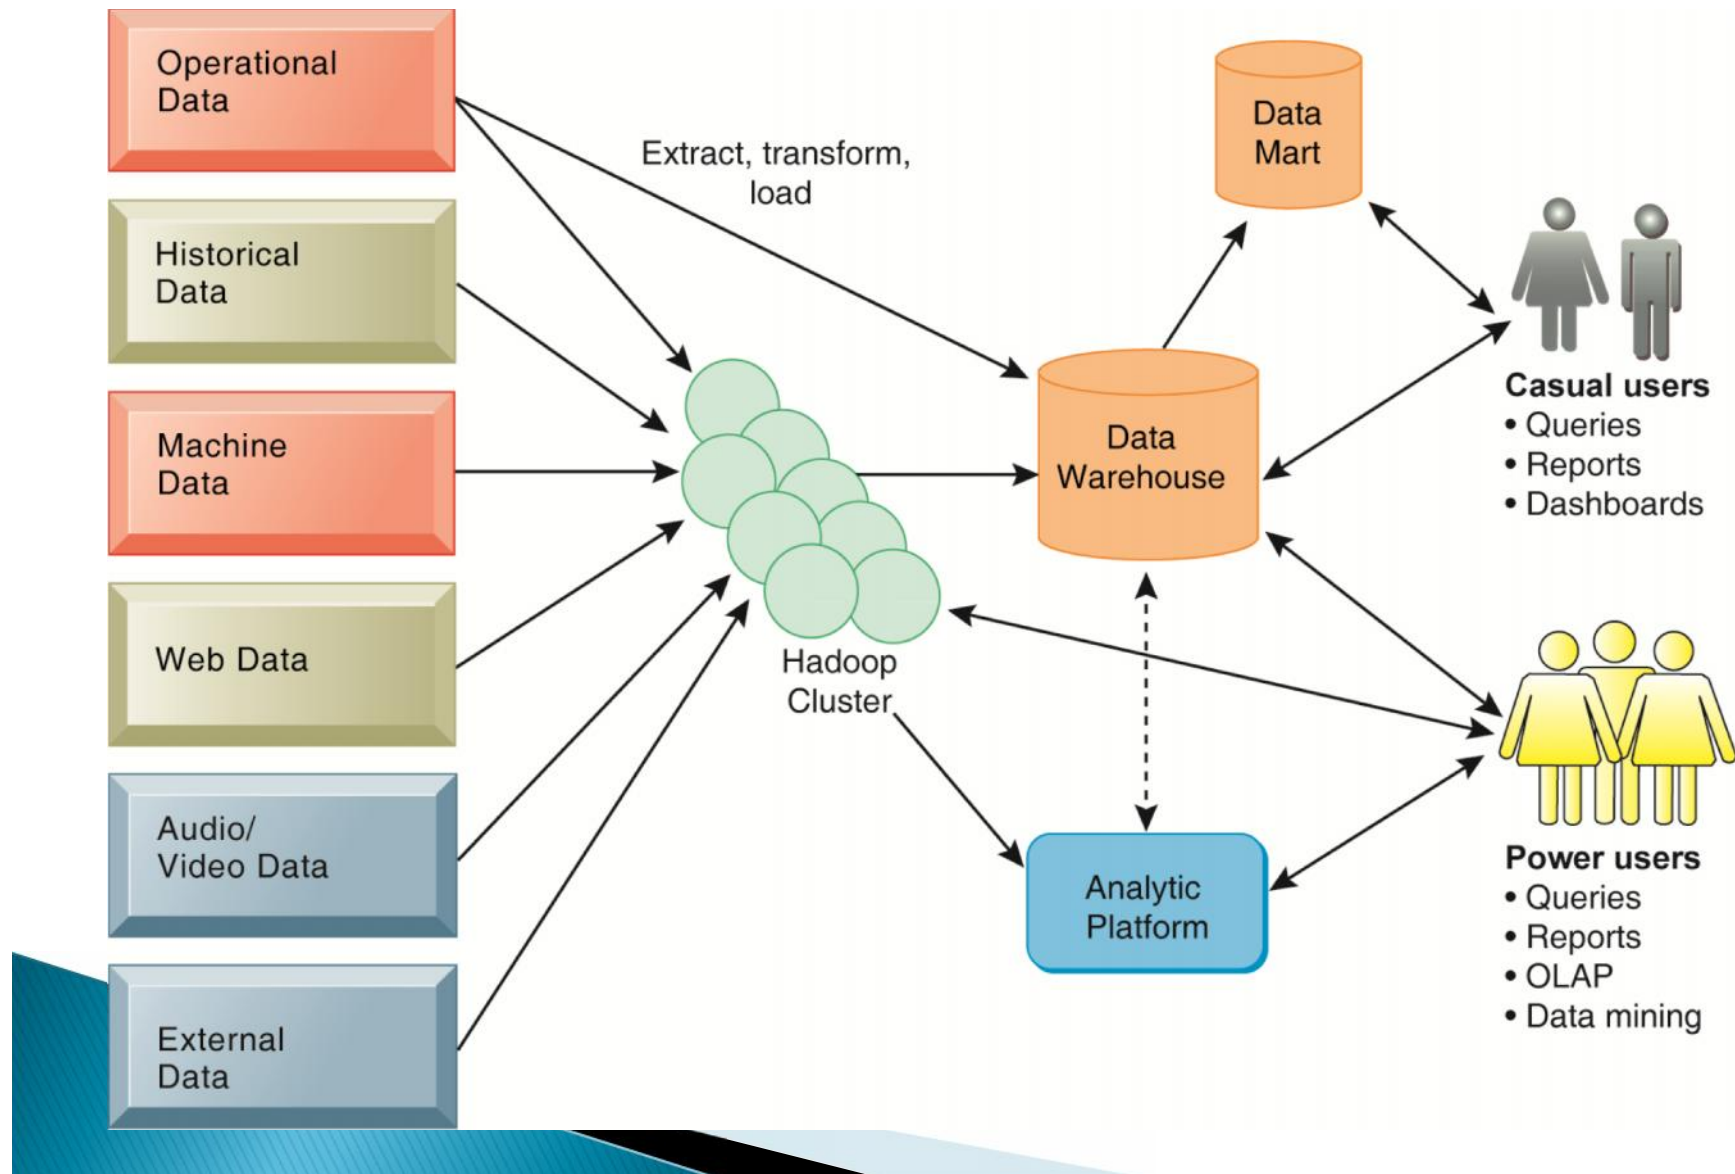 Operational
Data
Historical
Data
Machine
Data
Web Data
Audio/
Video Data
External
Data
Extract, transform,
load
Hadoop
Cluster
Data
Mart
Data
Warehouse
Analytic
Platform
Casual users
• Queries
• Reports
• Dashboards
Power users
• Queries
• Reports
• OLAP
• Data mining